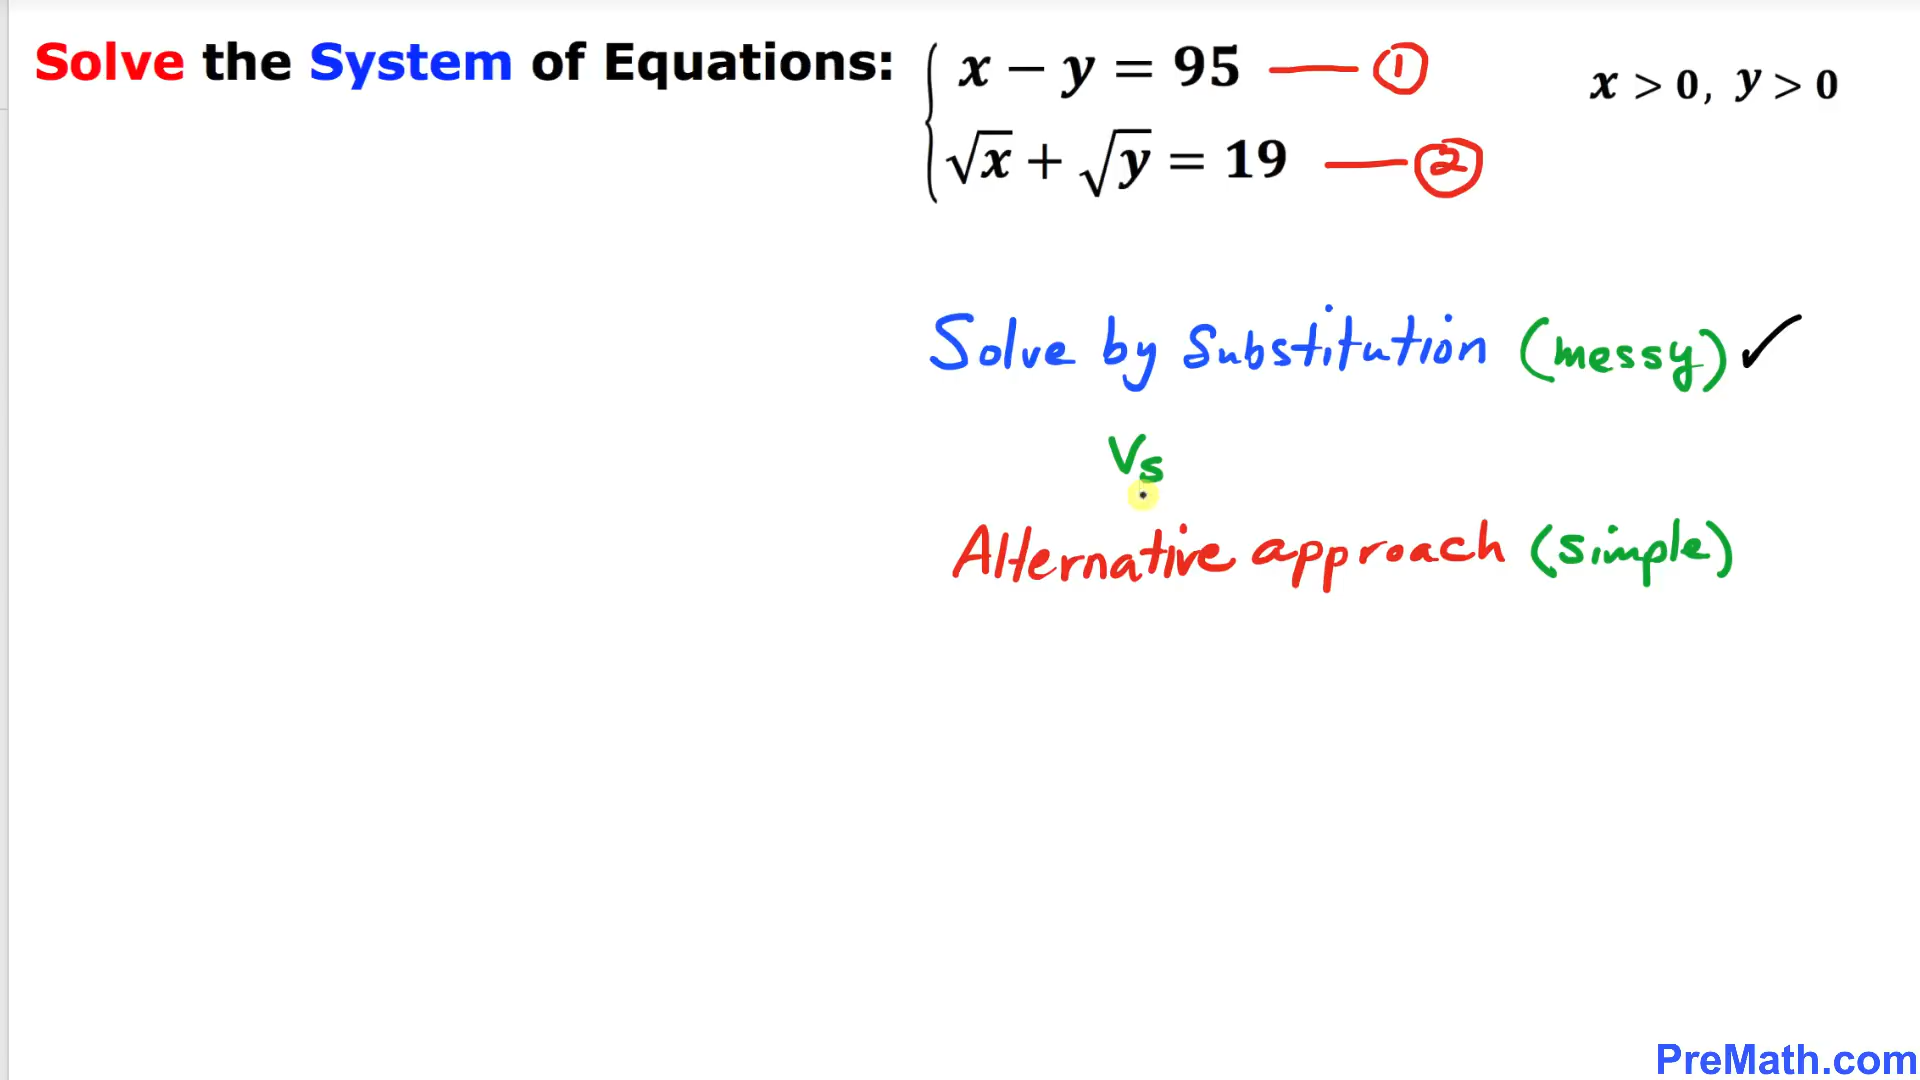 Solve the System of Equations:
x − y = 95 —— ①
x > 0, y > 0
√x + √y = 19 —— ②
Solve by Substitution (messy) ✓
Vs
Alternative approach (simple)
PreMath.com